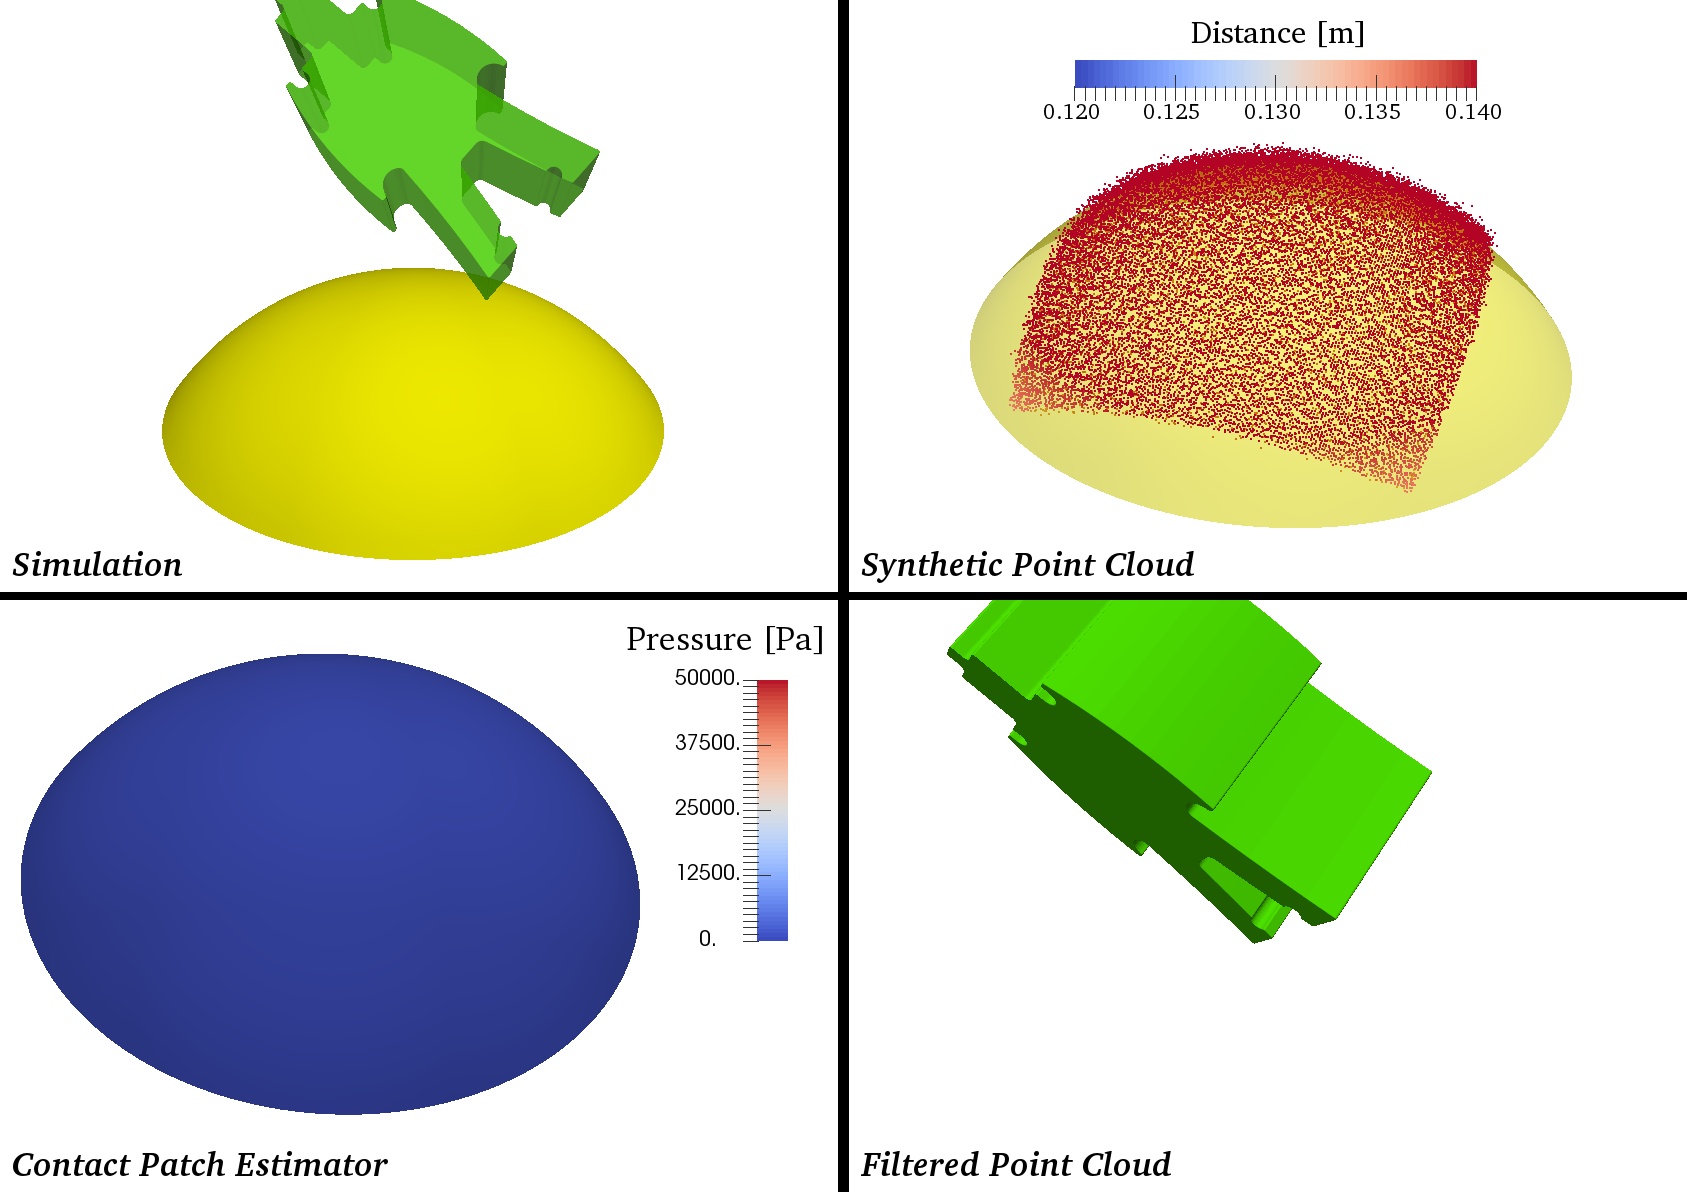 Simulation
Distance [m]
0.120 0.125 0.130 0.135 0.140
Synthetic Point Cloud
Pressure [Pa]
50000.
37500.
25000.
12500.
0.
Contact Patch Estimator
Filtered Point Cloud